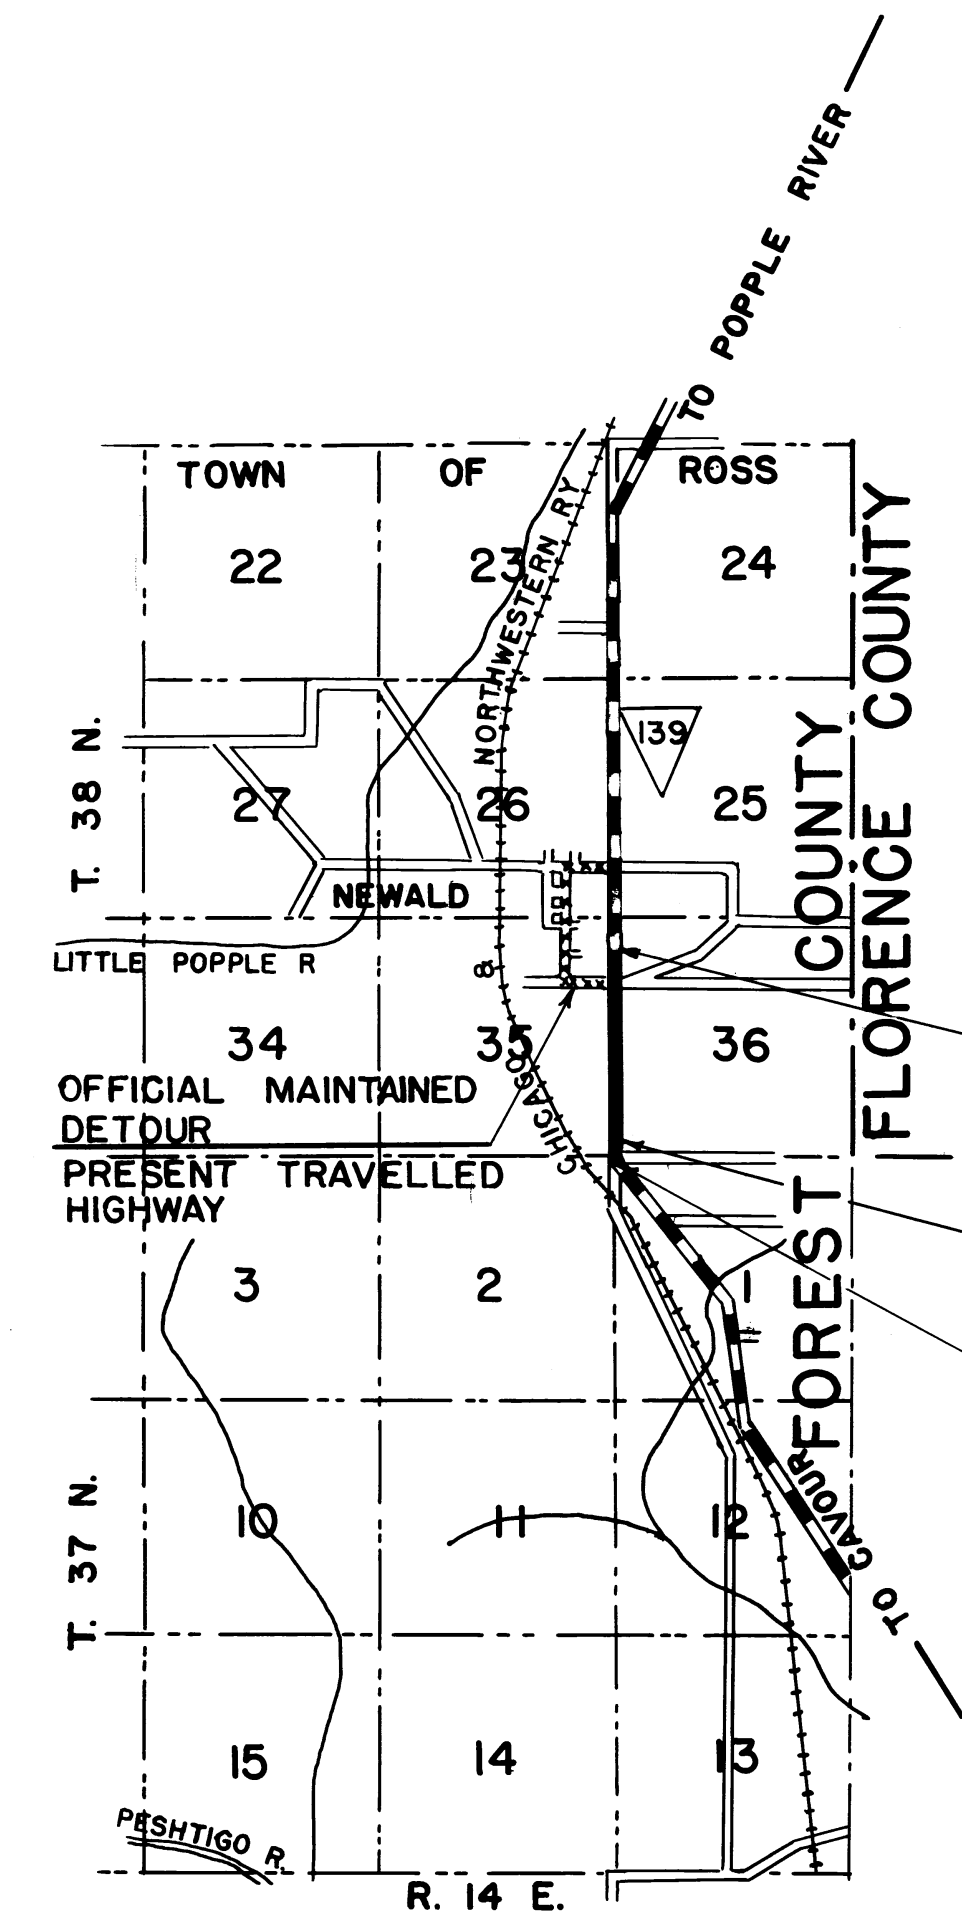 TO POPPLE RIVER
TOWN OF ROSS
22 23 24
NORTHWESTERN RY.
T. 38 N.
139
27 26 25
NEWALD
LITTLE POPPLE R
&
34 35 36
CHICAGO
OFFICIAL MAINTAINED
DETOUR
PRESENT TRAVELLED
HIGHWAY
FOREST COUNTY
FLORENCE COUNTY
3 2 1
T. 37 N.
10 11 12
TO CAVOUR
15 14 13
PESHTIGO R.
R. 14 E.